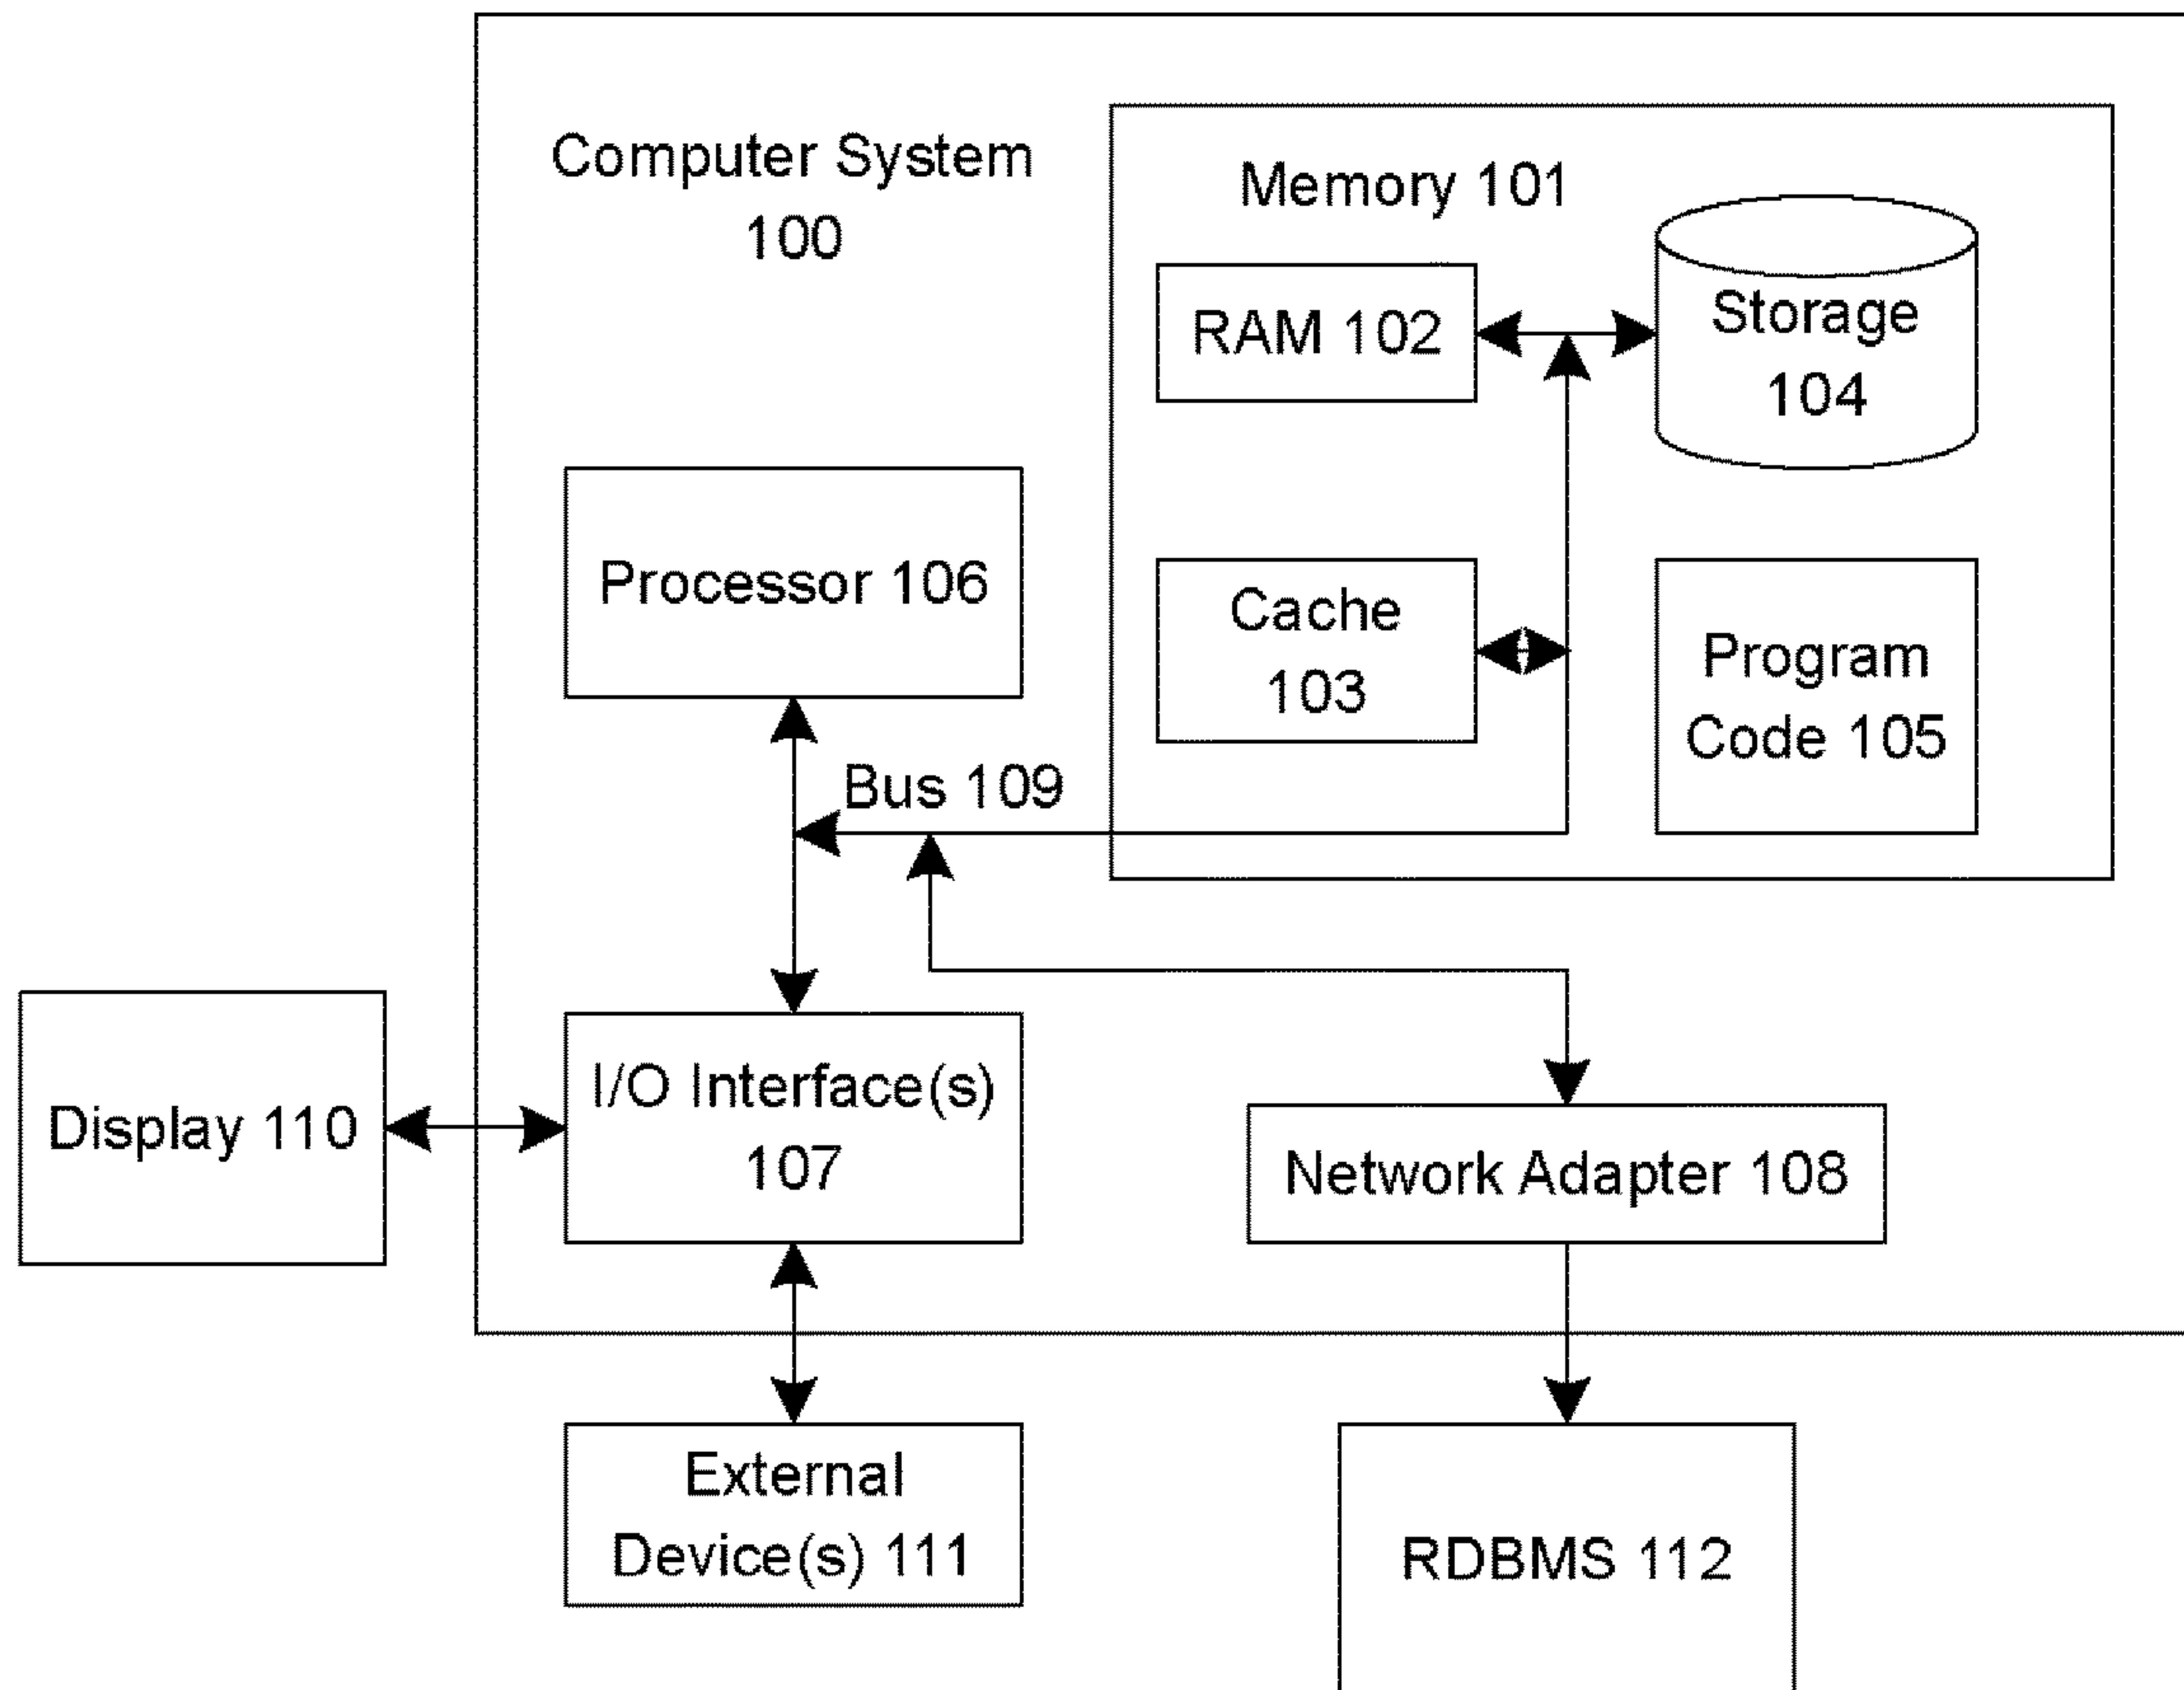 Computer System
100
Memory 101
RAM 102
Storage
104
Processor 106
Cache
103
Program
Code 105
Bus 109
Display 110
I/O Interface(s)
107
Network Adapter 108
External
Device(s) 111
RDBMS 112